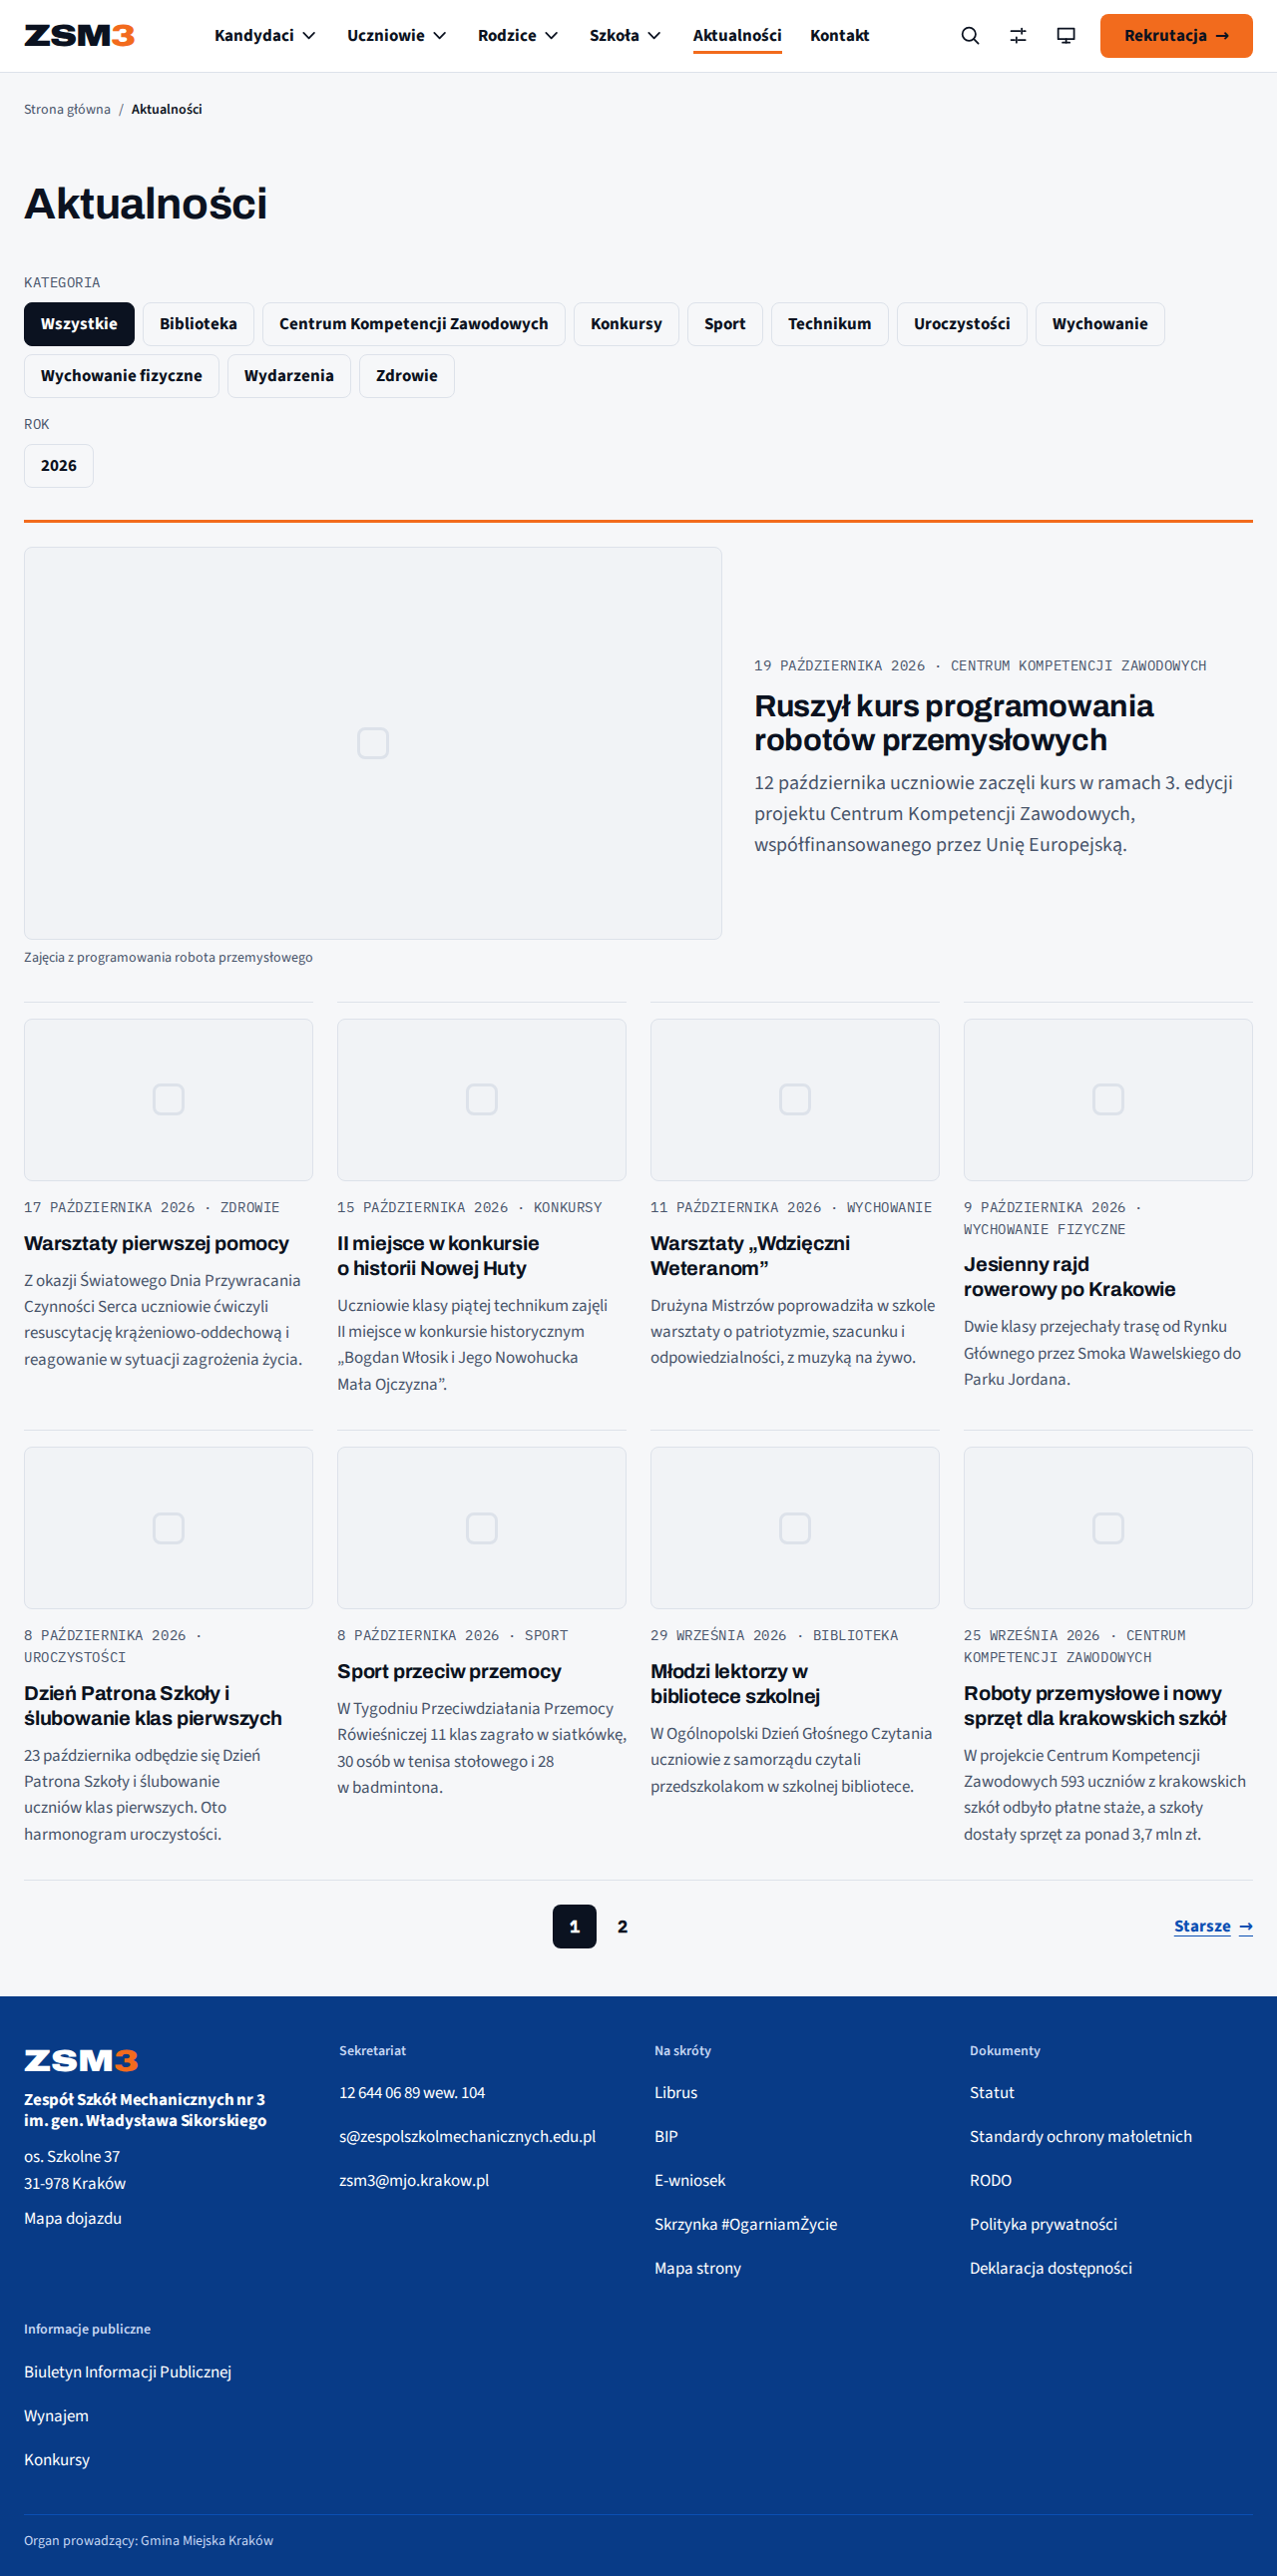 ZSM3
Kandydaci
Uczniowie
Rodzice
Szkoła
Aktualności
Kontakt
Rekrutacja →
Strona główna / Aktualności
Aktualności
KATEGORIA
Wszystkie
Biblioteka
Centrum Kompetencji Zawodowych
Konkursy
Sport
Technikum
Uroczystości
Wychowanie
Wychowanie fizyczne
Wydarzenia
Zdrowie
ROK
2026
19 PAŹDZIERNIKA 2026 · CENTRUM KOMPETENCJI ZAWODOWYCH
Ruszył kurs programowania
robotów przemysłowych
12 października uczniowie zaczęli kurs w ramach 3. edycji
projektu Centrum Kompetencji Zawodowych,
współfinansowanego przez Unię Europejską.
Zajęcia z programowania robota przemysłowego
17 PAŹDZIERNIKA 2026 · ZDROWIE
Warsztaty pierwszej pomocy
Z okazji Światowego Dnia Przywracania
Czynności Serca uczniowie ćwiczyli
resuscytację krążeniowo-oddechową i
reagowanie w sytuacji zagrożenia życia.
15 PAŹDZIERNIKA 2026 · KONKURSY
II miejsce w konkursie
o historii Nowej Huty
Uczniowie klasy piątej technikum zajęli
II miejsce w konkursie historycznym
„Bogdan Włosik i Jego Nowohucka
Mała Ojczyzna”.
11 PAŹDZIERNIKA 2026 · WYCHOWANIE
Warsztaty „Wdzięczni
Weteranom”
Drużyna Mistrzów poprowadziła w szkole
warsztaty o patriotyzmie, szacunku i
odpowiedzialności, z muzyką na żywo.
9 PAŹDZIERNIKA 2026 ·
WYCHOWANIE FIZYCZNE
Jesienny rajd
rowerowy po Krakowie
Dwie klasy przejechały trasę od Rynku
Głównego przez Smoka Wawelskiego do
Parku Jordana.
8 PAŹDZIERNIKA 2026 ·
UROCZYSTOŚCI
Dzień Patrona Szkoły i
ślubowanie klas pierwszych
23 października odbędzie się Dzień
Patrona Szkoły i ślubowanie
uczniów klas pierwszych. Oto
harmonogram uroczystości.
8 PAŹDZIERNIKA 2026 · SPORT
Sport przeciw przemocy
W Tygodniu Przeciwdziałania Przemocy
Rówieśniczej 11 klas zagrało w siatkówkę,
30 osób w tenisa stołowego i 28
w badmintona.
29 WRZEŚNIA 2026 · BIBLIOTEKA
Młodzi lektorzy w
bibliotece szkolnej
W Ogólnopolski Dzień Głośnego Czytania
uczniowie z samorządu czytali
przedszkolakom w szkolnej bibliotece.
25 WRZEŚNIA 2026 · CENTRUM
KOMPETENCJI ZAWODOWYCH
Roboty przemysłowe i nowy
sprzęt dla krakowskich szkół
W projekcie Centrum Kompetencji
Zawodowych 593 uczniów z krakowskich
szkół odbyło płatne staże, a szkoły
dostały sprzęt za ponad 3,7 mln zł.
1
2
Starsze →
ZSM3
Zespół Szkół Mechanicznych nr 3
im. gen. Władysława Sikorskiego
os. Szkolne 37
31-978 Kraków
Mapa dojazdu
Sekretariat
12 644 06 89 wew. 104
s@zespolszkolmechanicznych.edu.pl
zsm3@mjo.krakow.pl
Na skróty
Librus
BIP
E-wniosek
Skrzynka #OgarniamŻycie
Mapa strony
Dokumenty
Statut
Standardy ochrony małoletnich
RODO
Polityka prywatności
Deklaracja dostępności
Informacje publiczne
Biuletyn Informacji Publicznej
Wynajem
Konkursy
Organ prowadzący: Gmina Miejska Kraków